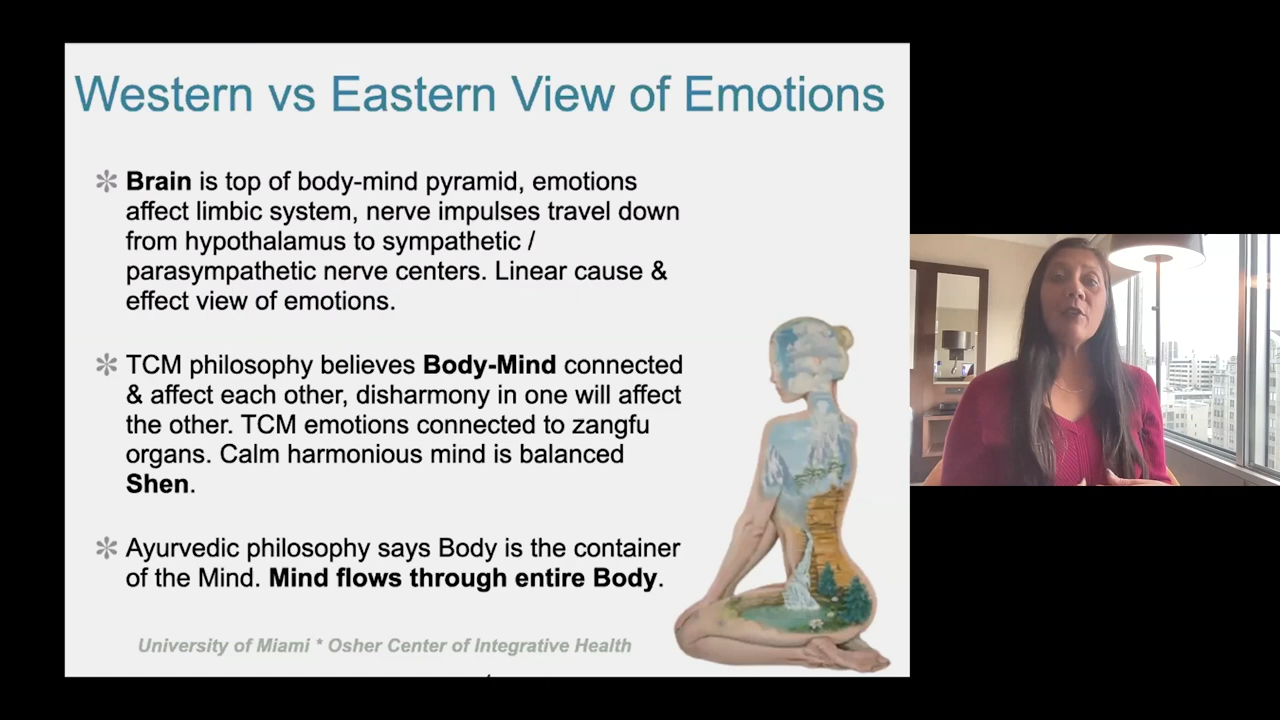 Western vs Eastern View of Emotions
Brain is top of body-mind pyramid, emotions
affect limbic system, nerve impulses travel down
from hypothalamus to sympathetic /
parasympathetic nerve centers. Linear cause &
effect view of emotions.
TCM philosophy believes Body-Mind connected
& affect each other, disharmony in one will affect
the other. TCM emotions connected to zangfu
organs. Calm harmonious mind is balanced
Shen.
Ayurvedic philosophy says Body is the container
of the Mind. Mind flows through entire Body.
University of Miami * Osher Center of Integrative Health